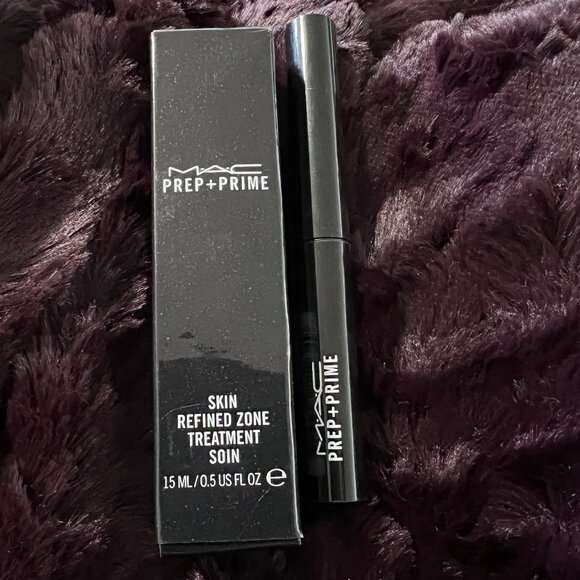 MAC
PREP+PRIME
SKIN
REFINED ZONE
TREATMENT
SOIN
15 ML/0.5 US FL OZ e
MAC
PREP+PRIME